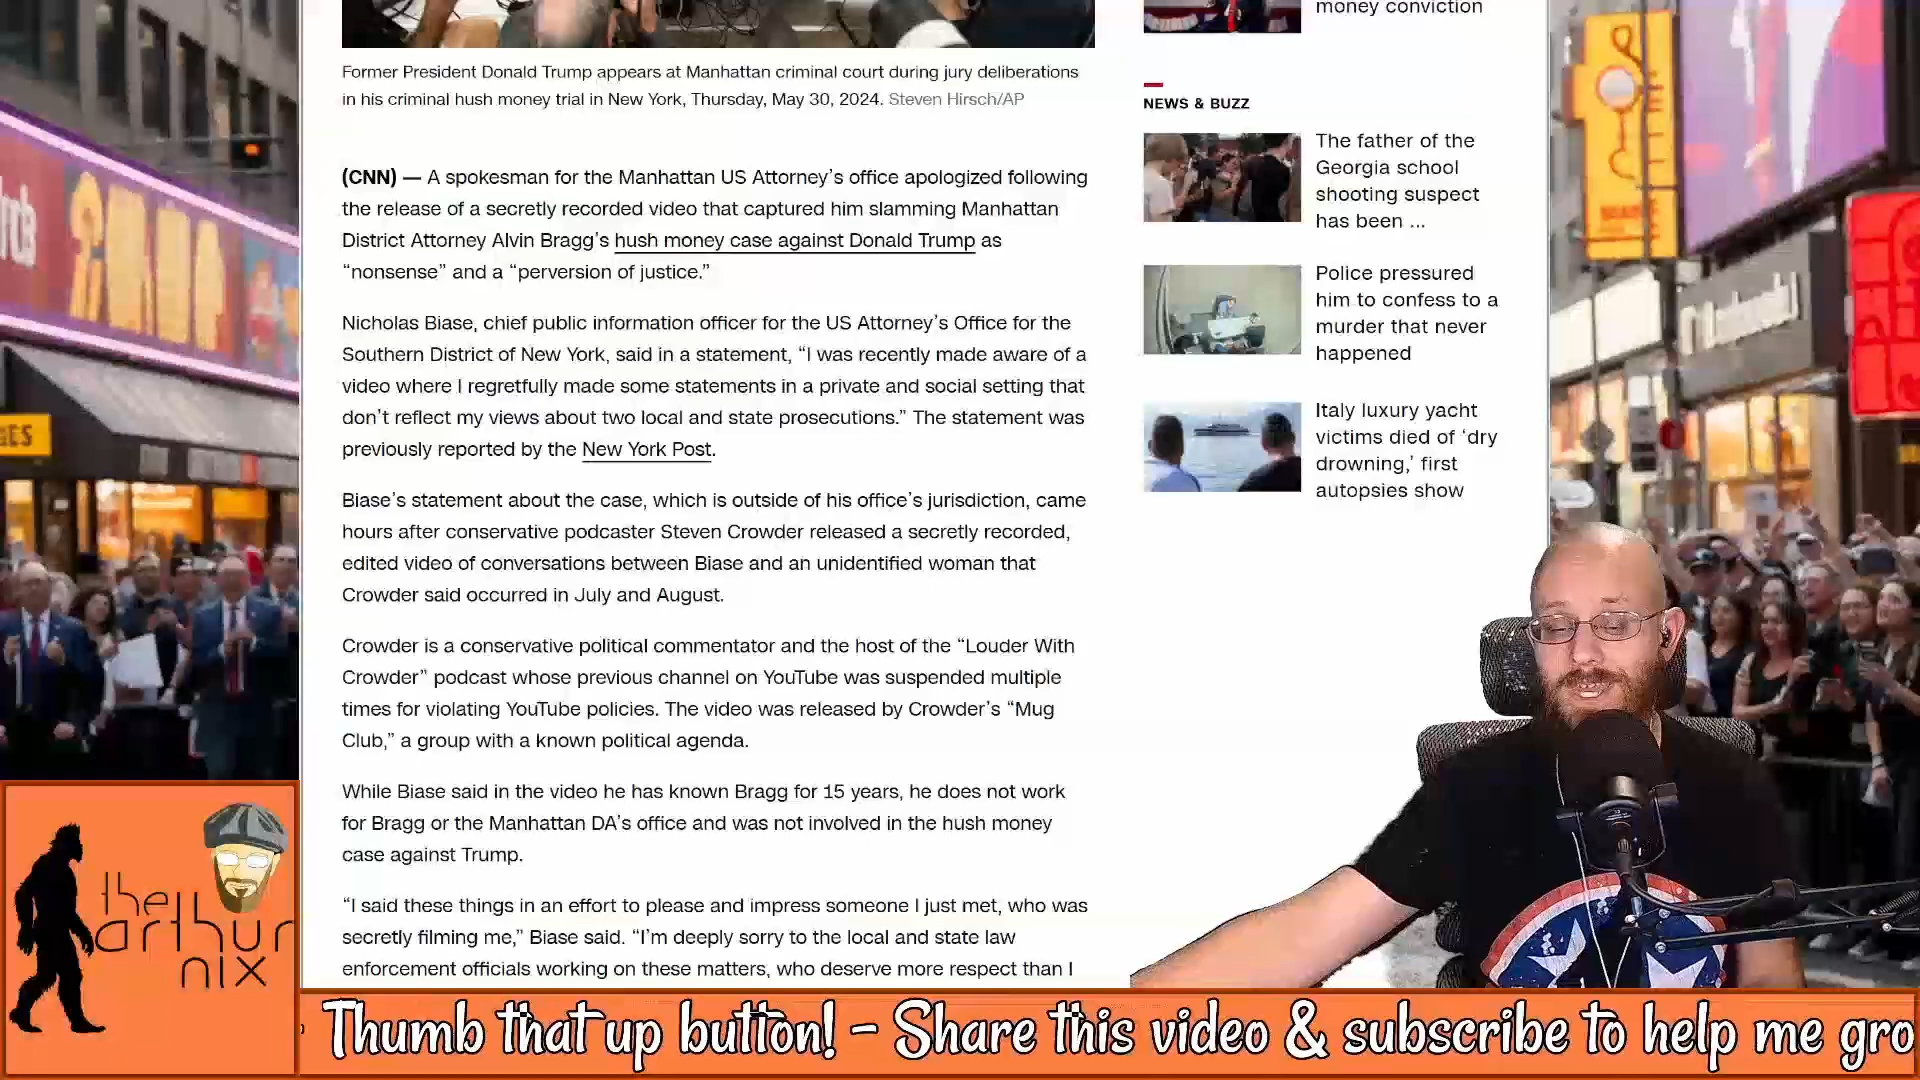 money conviction
Former President Donald Trump appears at Manhattan criminal court during jury deliberations
in his criminal hush money trial in New York, Thursday, May 30, 2024. Steven Hirsch/AP
(CNN) — A spokesman for the Manhattan US Attorney’s office apologized following
the release of a secretly recorded video that captured him slamming Manhattan
District Attorney Alvin Bragg’s hush money case against Donald Trump as
“nonsense” and a “perversion of justice.”
Nicholas Biase, chief public information officer for the US Attorney’s Office for the
Southern District of New York, said in a statement, “I was recently made aware of a
video where I regretfully made some statements in a private and social setting that
don’t reflect my views about two local and state prosecutions.” The statement was
previously reported by the New York Post.
Biase’s statement about the case, which is outside of his office’s jurisdiction, came
hours after conservative podcaster Steven Crowder released a secretly recorded,
edited video of conversations between Biase and an unidentified woman that
Crowder said occurred in July and August.
Crowder is a conservative political commentator and the host of the “Louder With
Crowder” podcast whose previous channel on YouTube was suspended multiple
times for violating YouTube policies. The video was released by Crowder’s “Mug
Club,” a group with a known political agenda.
While Biase said in the video he has known Bragg for 15 years, he does not work
for Bragg or the Manhattan DA’s office and was not involved in the hush money
case against Trump.
“I said these things in an effort to please and impress someone I just met, who was
secretly filming me,” Biase said. “I’m deeply sorry to the local and state law
enforcement officials working on these matters, who deserve more respect than I
NEWS & BUZZ
The father of the
Georgia school
shooting suspect
has been ...
Police pressured
him to confess to a
murder that never
happened
Italy luxury yacht
victims died of ‘dry
drowning,’ first
autopsies show
the
arthur
nix
Thumb that up button! - Share this video & subscribe to help me gro